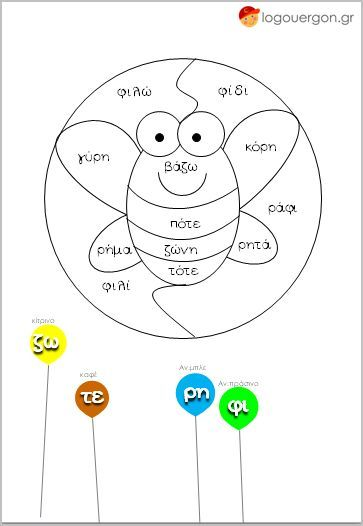 logouergon.gr
φιλώ
φίδι
γύρη
κόρη
βάζω
ράφι
πότε
ρήμα
ζώνη
ρητά
τότε
φιλί
κίτρινο
ζω
καφέ
τε
Αν.μπλε
ρη
Αν.πράσινο
φι